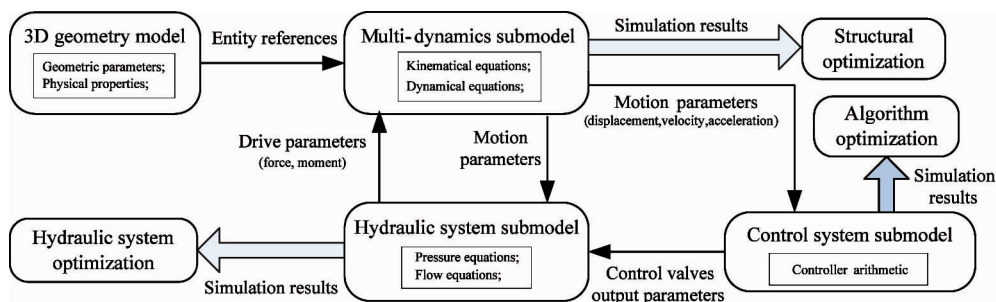 3D geometry model
Geometric parameters;
Physical properties;
Entity references
Multi-dynamics submodel
Kinematical equations;
Dynamical equations;
Simulation results
Structural
optimization
Motion parameters
(displacement,velocity,acceleration)
Algorithm
optimization
Drive parameters
(force, moment)
Motion
parameters
Simulation
results
Hydraulic system
optimization
Simulation results
Hydraulic system submodel
Pressure equations;
Flow equations;
Control valves
output parameters
Control system submodel
Controller arithmetic